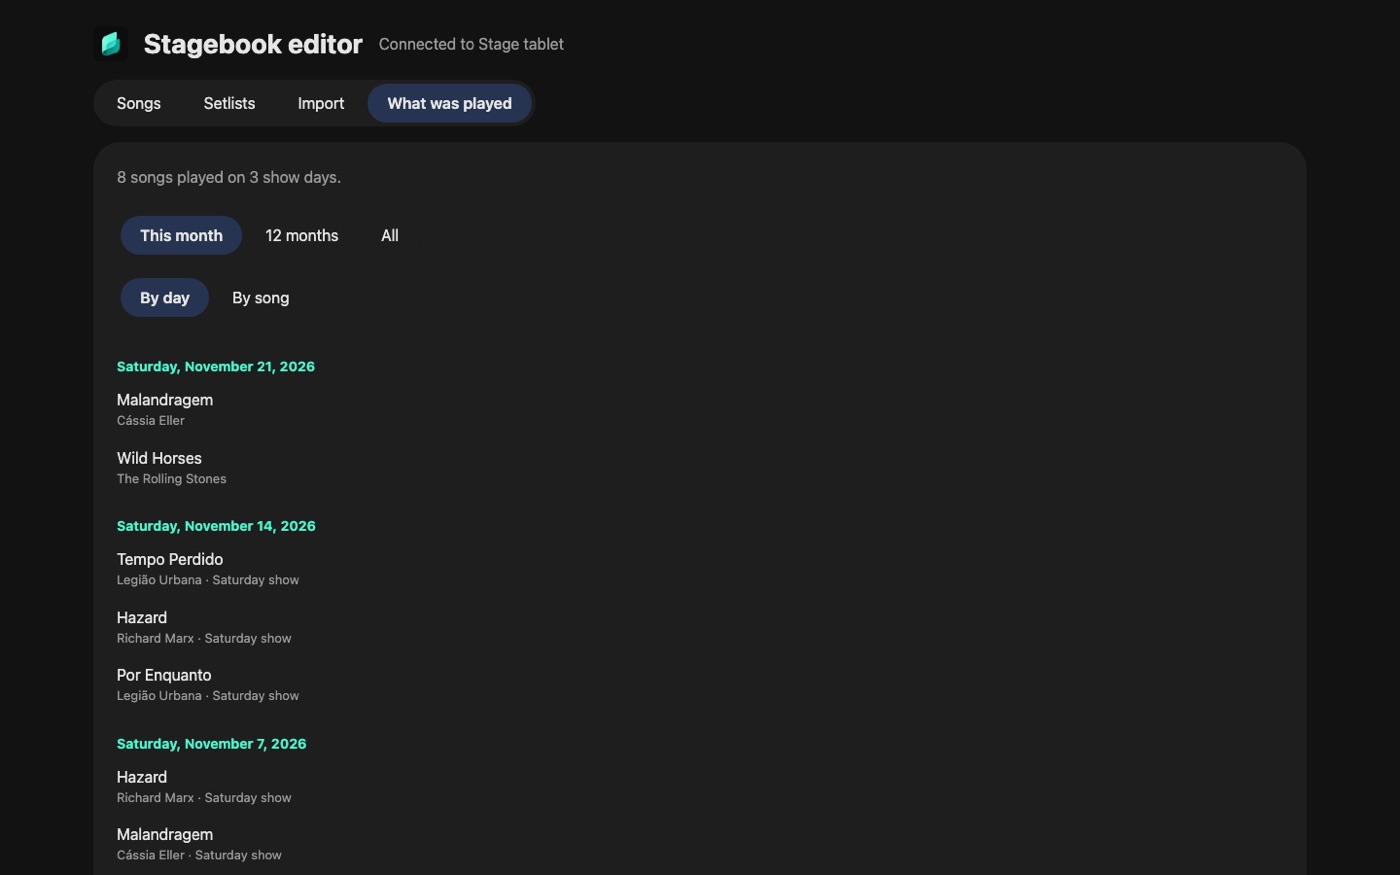 Stagebook editor
Connected to Stage tablet
Songs
Setlists
Import
What was played
8 songs played on 3 show days.
This month
12 months
All
By day
By song
Saturday, November 21, 2026
Malandragem
Cássia Eller
Wild Horses
The Rolling Stones
Saturday, November 14, 2026
Tempo Perdido
Legião Urbana · Saturday show
Hazard
Richard Marx · Saturday show
Por Enquanto
Legião Urbana · Saturday show
Saturday, November 7, 2026
Hazard
Richard Marx · Saturday show
Malandragem
Cássia Eller · Saturday show